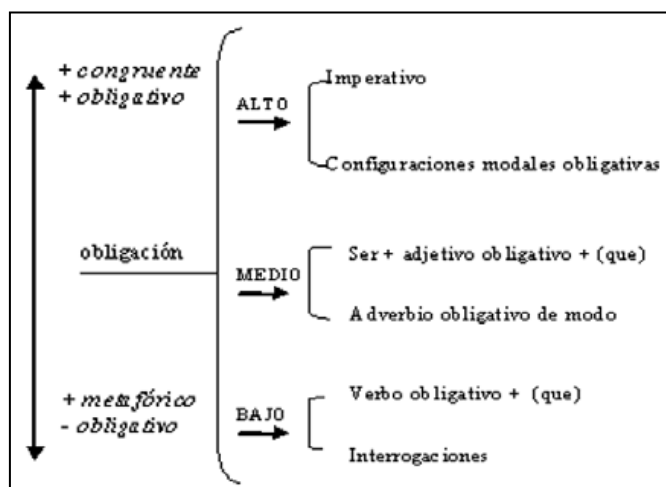 + congruente
+ obligativo
obligación
+ metafórico
- obligativo
ALTO
Imperativo
Configuraciones modales obligativas
MEDIO
Ser + adjetivo obligativo + (que)
Adverbio obligativo de modo
BAJO
Verbo obligativo + (que)
Interrogaciones